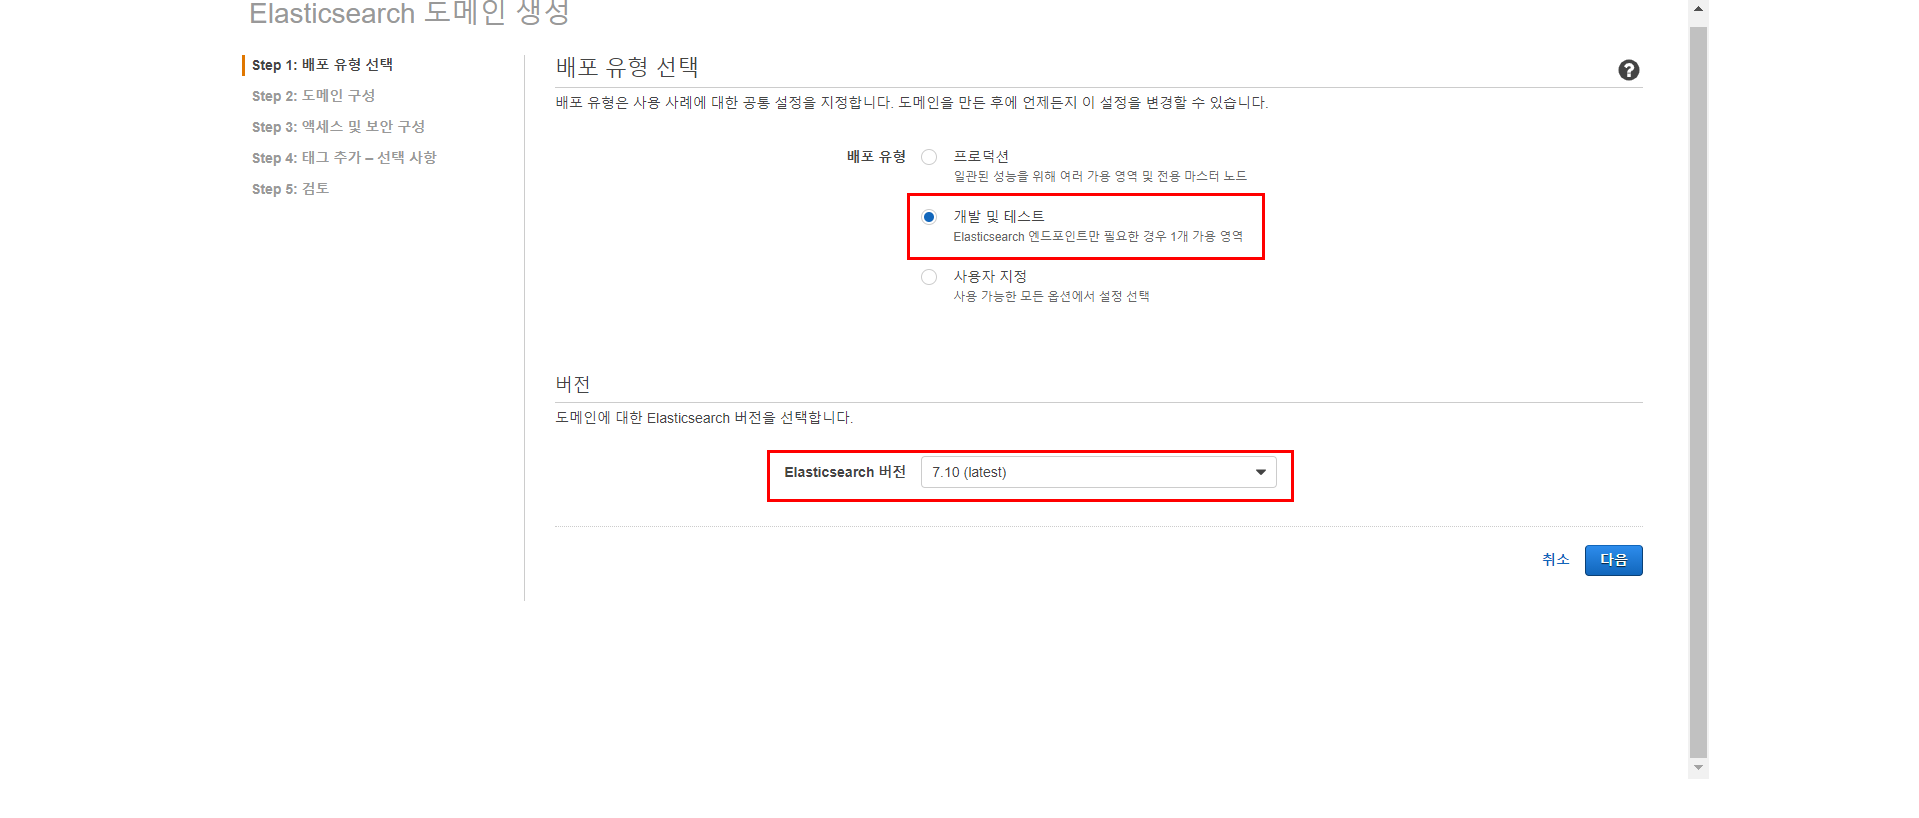 Elasticsearch 도메인 생성
Step 1: 배포 유형 선택
Step 2: 도메인 구성
Step 3: 액세스 및 보안 구성
Step 4: 태그 추가 – 선택 사항
Step 5: 검토
배포 유형 선택
배포 유형은 사용 사례에 대한 공통 설정을 지정합니다. 도메인을 만든 후에 언제든지 이 설정을 변경할 수 있습니다.
배포 유형
프로덕션
일관된 성능을 위해 여러 가용 영역 및 전용 마스터 노드
개발 및 테스트
Elasticsearch 엔드포인트만 필요한 경우 1개 가용 영역
사용자 지정
사용 가능한 모든 옵션에서 설정 선택
버전
도메인에 대한 Elasticsearch 버전을 선택합니다.
Elasticsearch 버전 7.10 (latest)
취소 다음